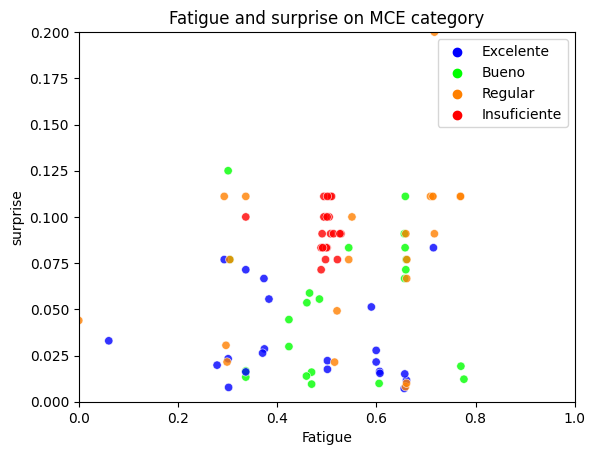 Fatigue and surprise on MCE category
0.200
0.175
0.150
0.125
0.100
0.075
0.050
0.025
0.000
surprise
Excelente
Bueno
Regular
Insuficiente
0.0 0.2 0.4 0.6 0.8 1.0
Fatigue